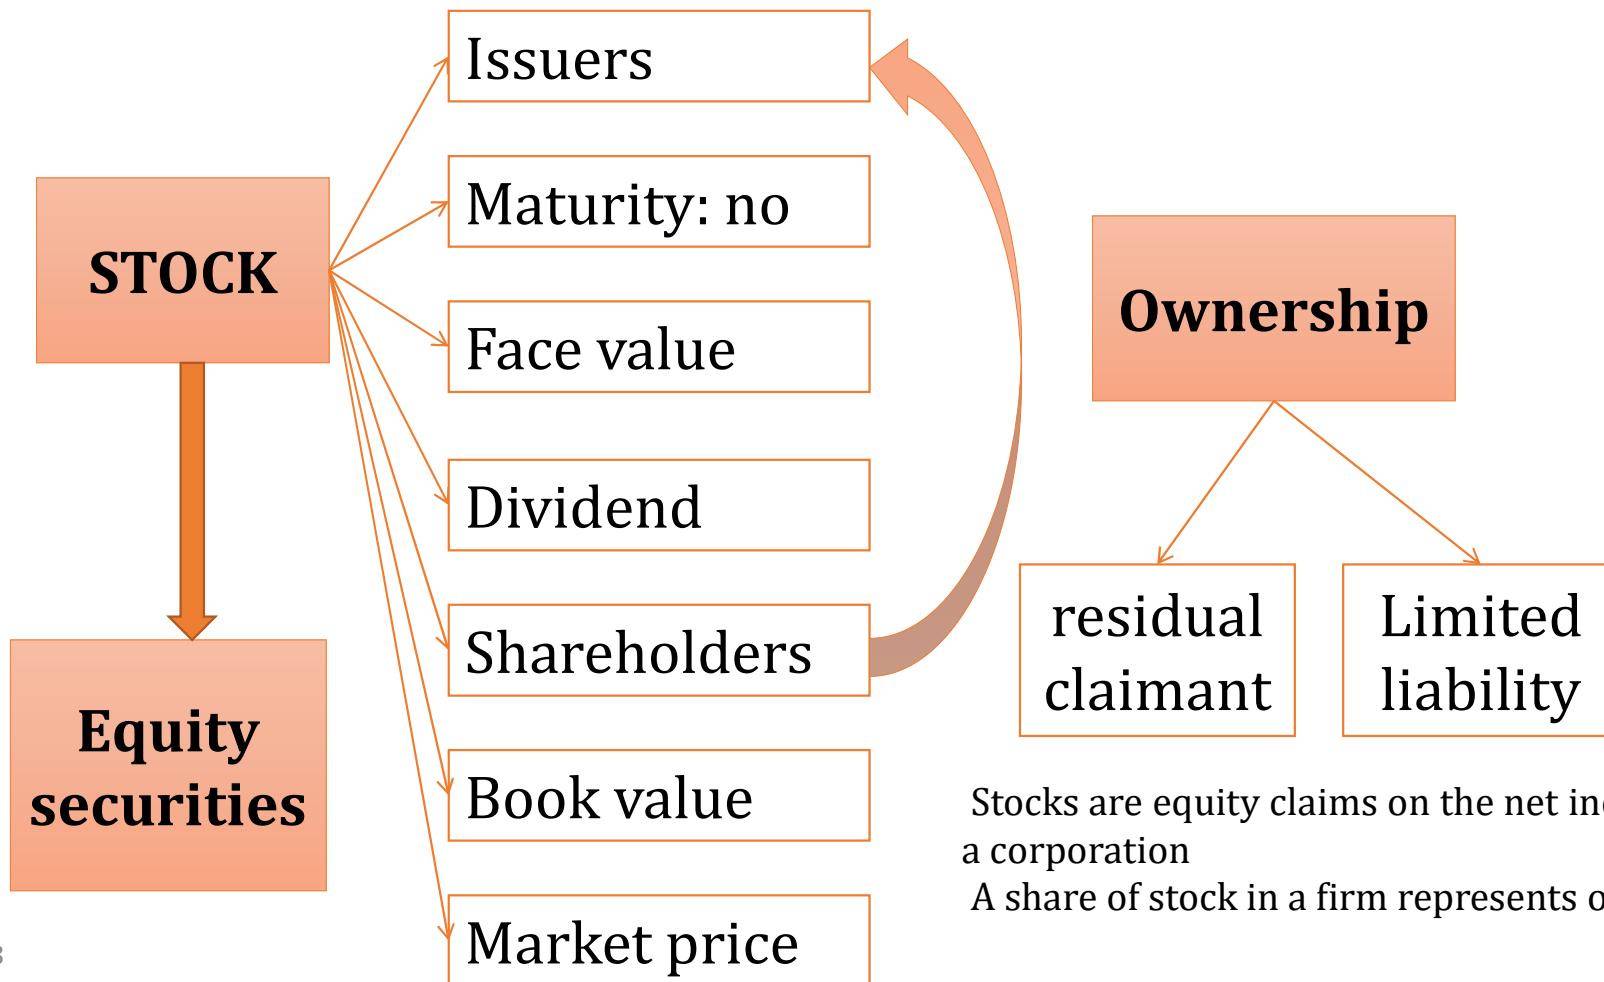 STOCK
Equity
securities
Issuers
Maturity: no
Face value
Dividend
Shareholders
Book value
Market price
Ownership
residual
claimant
Limited
liability
Stocks are equity claims on the net
a corporation
A share of stock in a firm represents